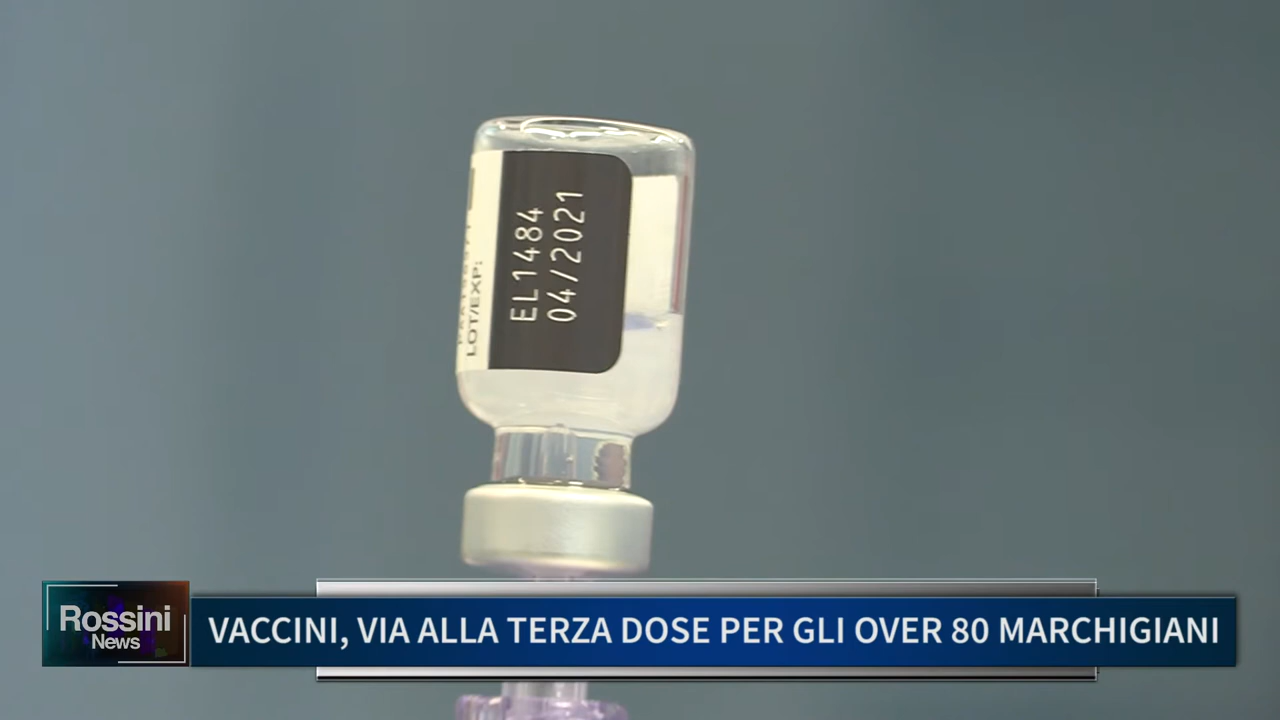 EL1484
04/2021
LOT/EXP:
Rossini
News
VACCINI, VIA ALLA TERZA DOSE PER GLI OVER 80 MARCHIGIANI